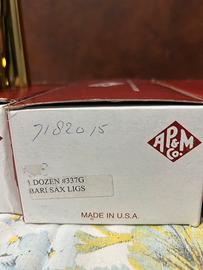 7182015
AP&M
Co.
1 DOZEN #337G
BARI SAX LIGS
MADE IN U.S.A.